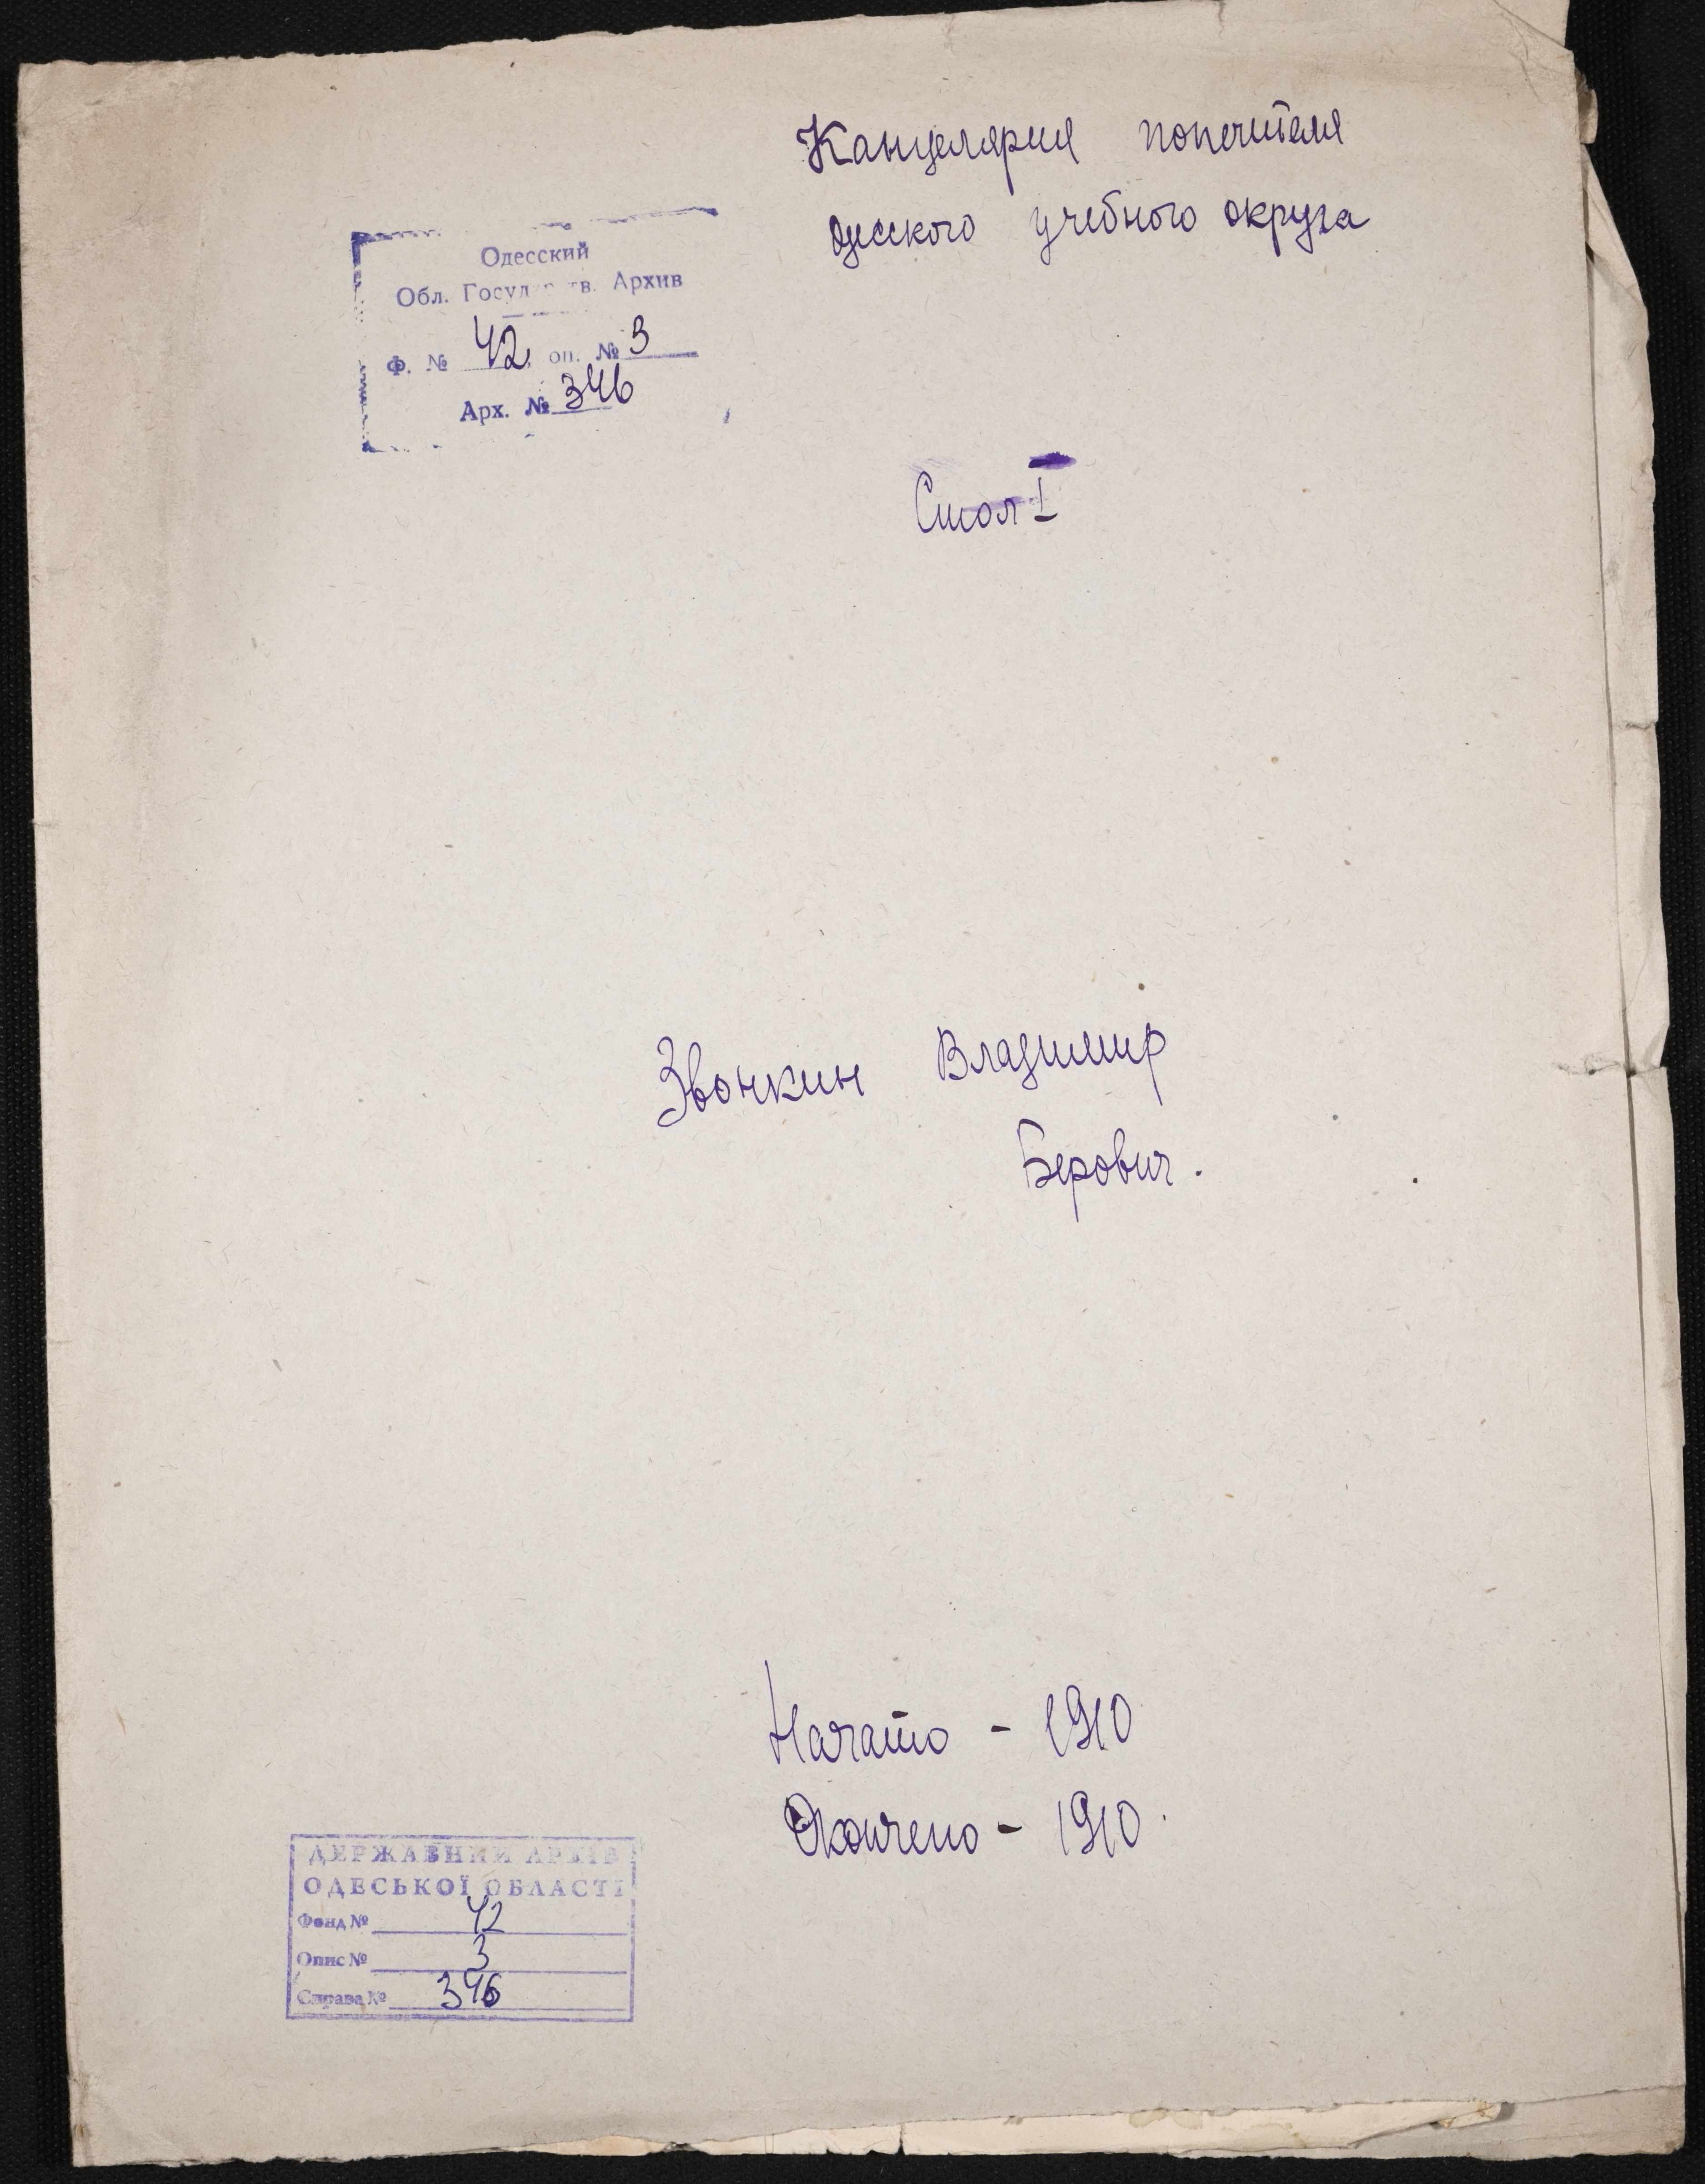 Канцелярия попечителя
Одесского учебного округа
Одесский
Обл. Государств. Архив
Ф. № 42 оп. № 3
Арх. № 346
Стол I
Звонкин Владимир
Берович.
Начато - 1910
Окончено - 1910.
ДЕРЖАВНИЙ АРХІВ
ОДЕСЬКОЇ ОБЛАСТІ
Фонд № 42
Опис № 3
Справа № 346